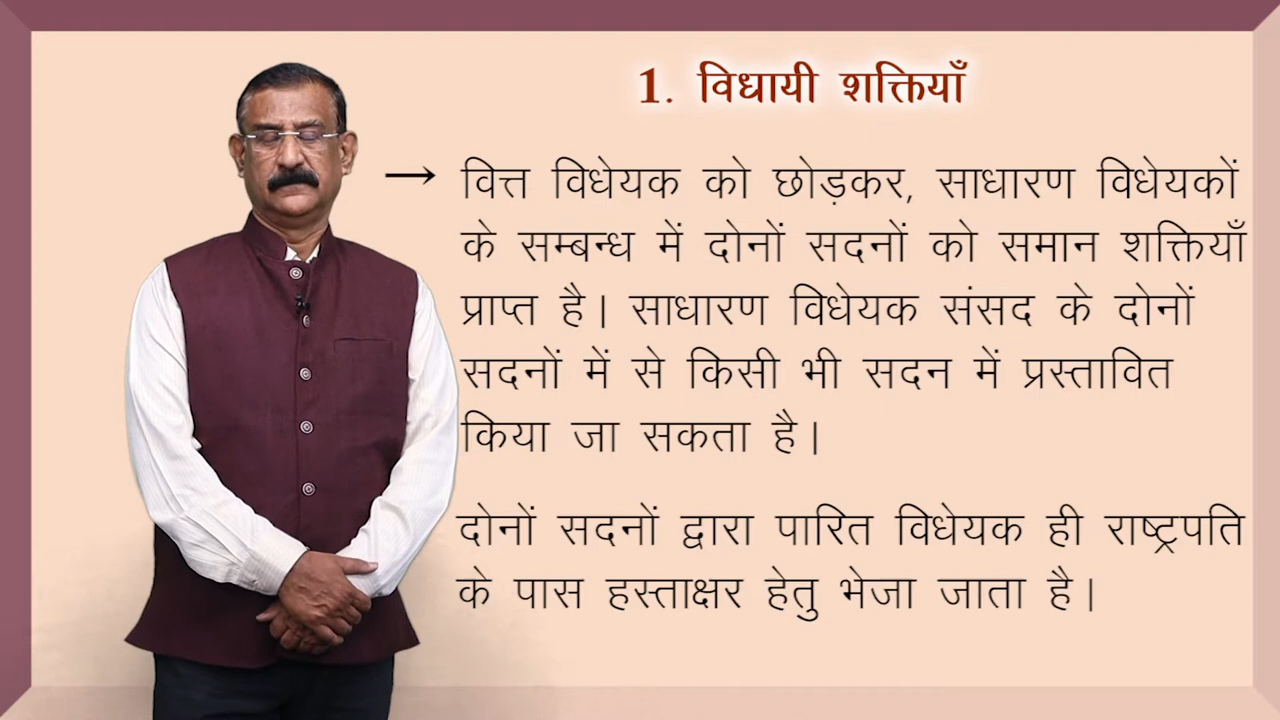 1. विधायी शक्तियाँ
→ वित्त विधेयक को छोड़कर, साधारण विधेयकों
के सम्बन्ध में दोनों सदनों को समान शक्तियाँ
प्राप्त है। साधारण विधेयक संसद के दोनों
सदनों में से किसी भी सदन में प्रस्तावित
किया जा सकता है।
दोनों सदनों द्वारा पारित विधेयक ही राष्ट्रपति
के पास हस्ताक्षर हेतु भेजा जाता है।